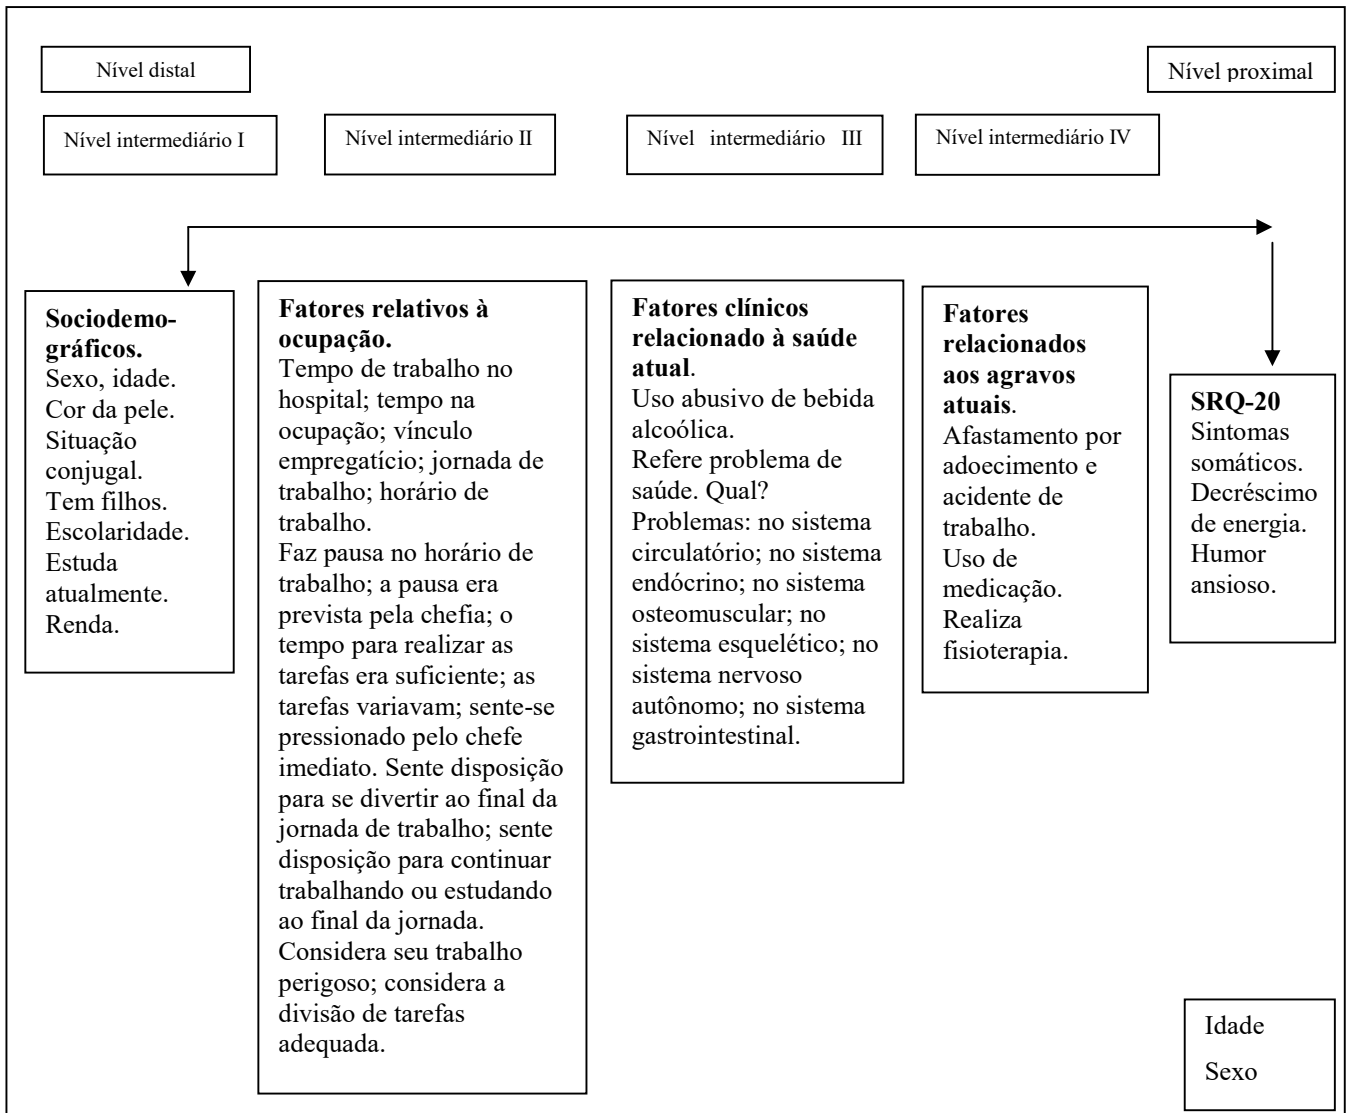 Nível distal
Nível proximal
Nível intermediário I
Nível intermediário II
Nível intermediário III
Nível intermediário IV
Sociodemo-
gráficos.
Sexo, idade.
Cor da pele.
Situação
conjugal.
Tem filhos.
Escolaridade.
Estuda
atualmente.
Renda.
Fatores relativos à
ocupação.
Tempo de trabalho no
hospital; tempo na
ocupação; vínculo
empregatício; jornada de
trabalho; horário de
trabalho.
Faz pausa no horário de
trabalho; a pausa era
prevista pela chefia; o
tempo para realizar as
tarefas era suficiente; as
tarefas variavam; sente-se
pressionado pelo chefe
imediato. Sente disposição
para se divertir ao final da
jornada de trabalho; sente
disposição para continuar
trabalhando ou estudando
ao final da jornada.
Considera seu trabalho
perigoso; considera a
divisão de tarefas
adequada.
Fatores clínicos
relacionado à saúde
atual.
Uso abusivo de bebida
alcoólica.
Refere problema de
saúde. Qual?
Problemas: no sistema
circulatório; no sistema
endócrino; no sistema
osteomuscular; no
sistema esquelético; no
sistema nervoso
autônomo; no sistema
gastrointestinal.
Fatores
relacionados
aos agravos
atuais.
Afastamento por
adoecimento e
acidente de
trabalho.
Uso de
medicação.
Realiza
fisioterapia.
SRQ-20
Sintomas
somáticos.
Decréscimo
de energia.
Humor
ansioso.
Idade
Sexo